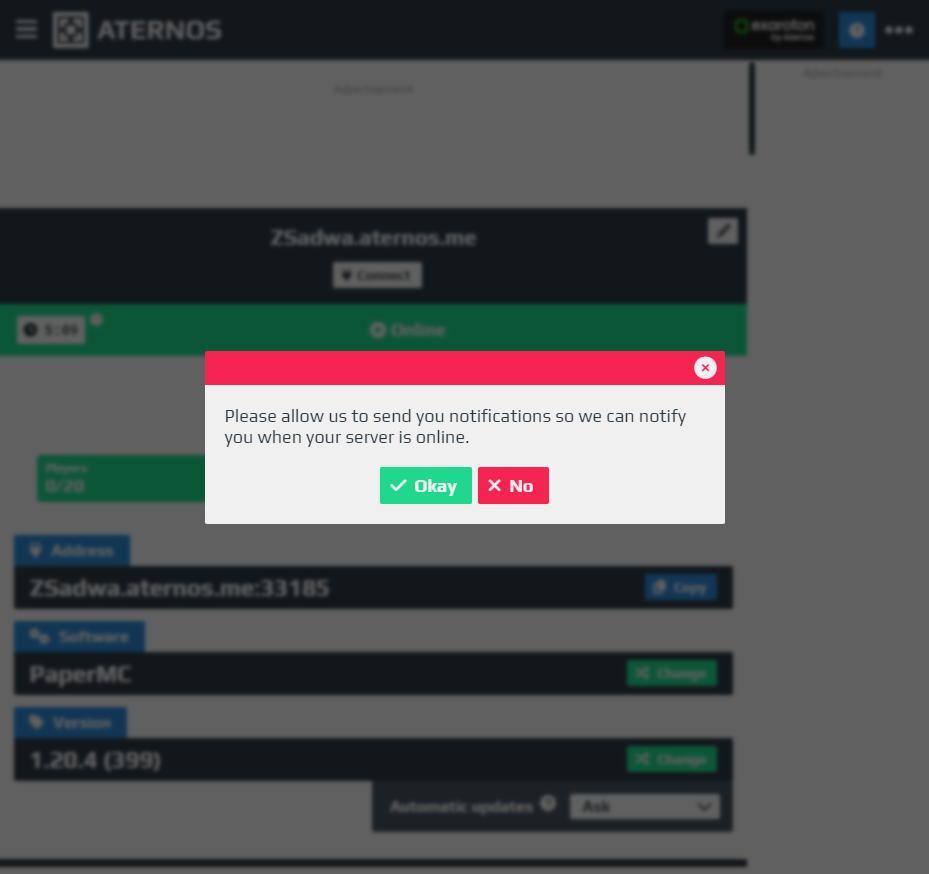 ATERNOS
exaroton
by Aternos
Advertisement
Advertisement
ZSadwa.aternos.me
Connect
5:09
Online
Please allow us to send you notifications so we can notify
you when your server is online.
Okay
No
Players
0/20
Address
ZSadwa.aternos.me:33185
Copy
Software
PaperMC
Change
Version
1.20.4 (399)
Change
Automatic updates
Ask